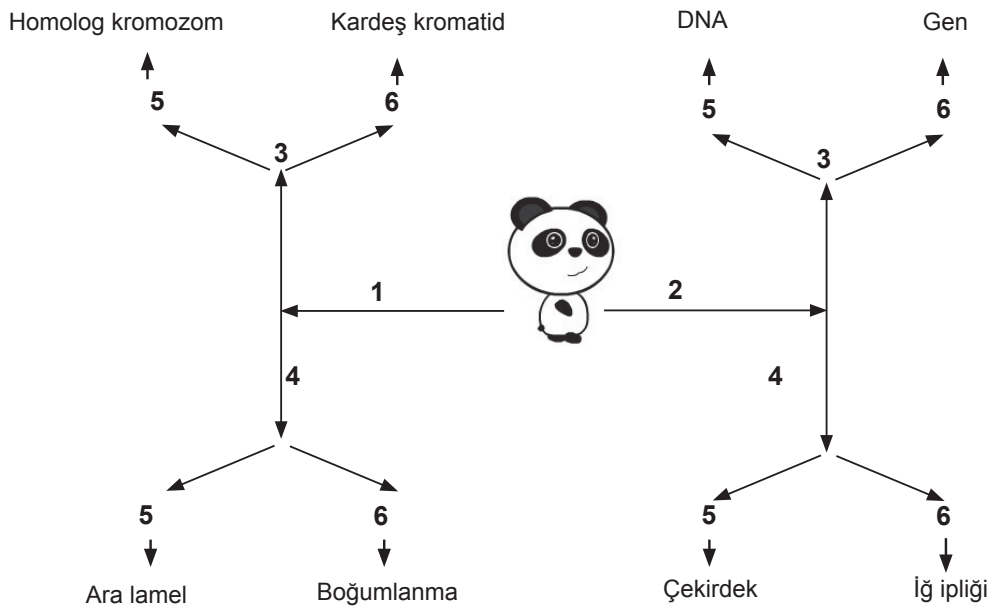 Homolog kromozom Kardeş kromatid DNA Gen
5 6 5 6
3 3
1 2
4 4
5 6 5 6
Ara lamel Boğumlanma Çekirdek İğ ipliği